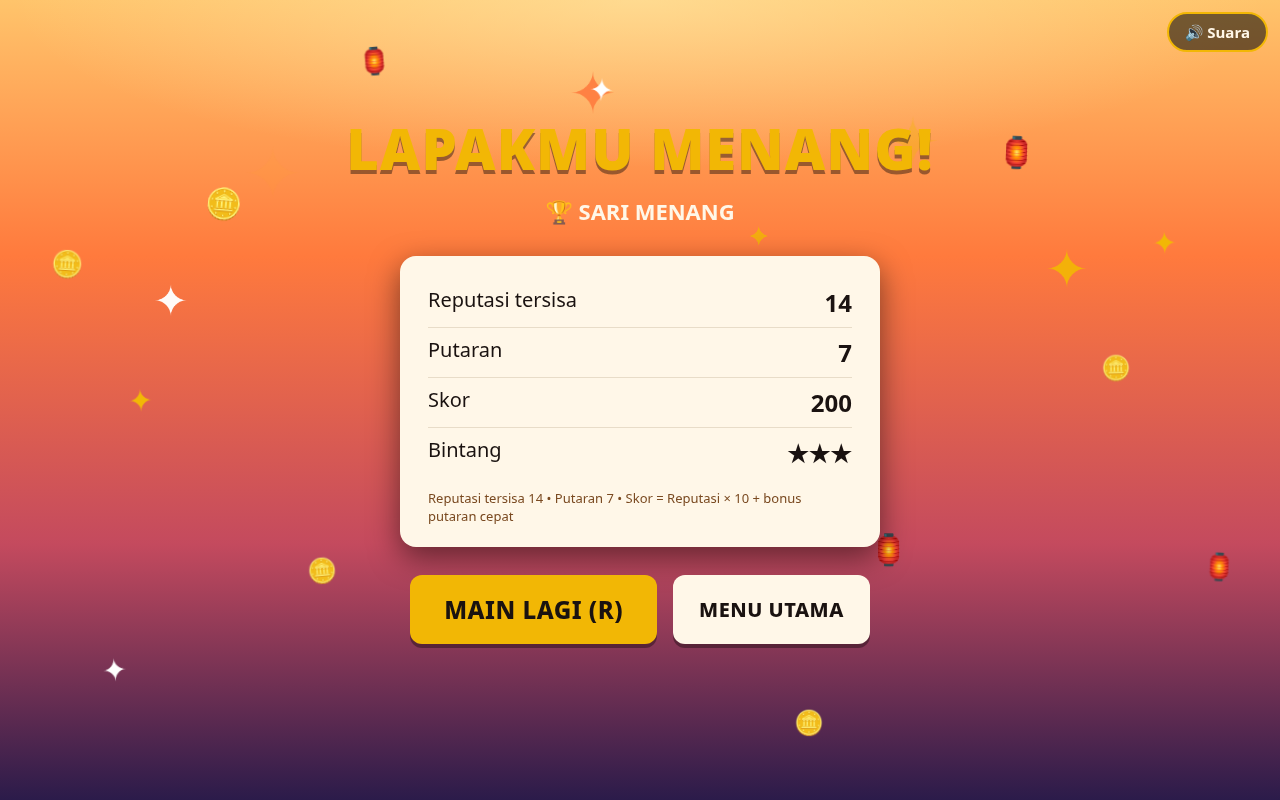 🔊 Suara
LAPAKMU MENANG!
🏆 SARI MENANG
Reputasi tersisa 14
Putaran 7
Skor 200
Bintang ★★★
Reputasi tersisa 14 • Putaran 7 • Skor = Reputasi × 10 + bonus
putaran cepat
MAIN LAGI (R)
MENU UTAMA